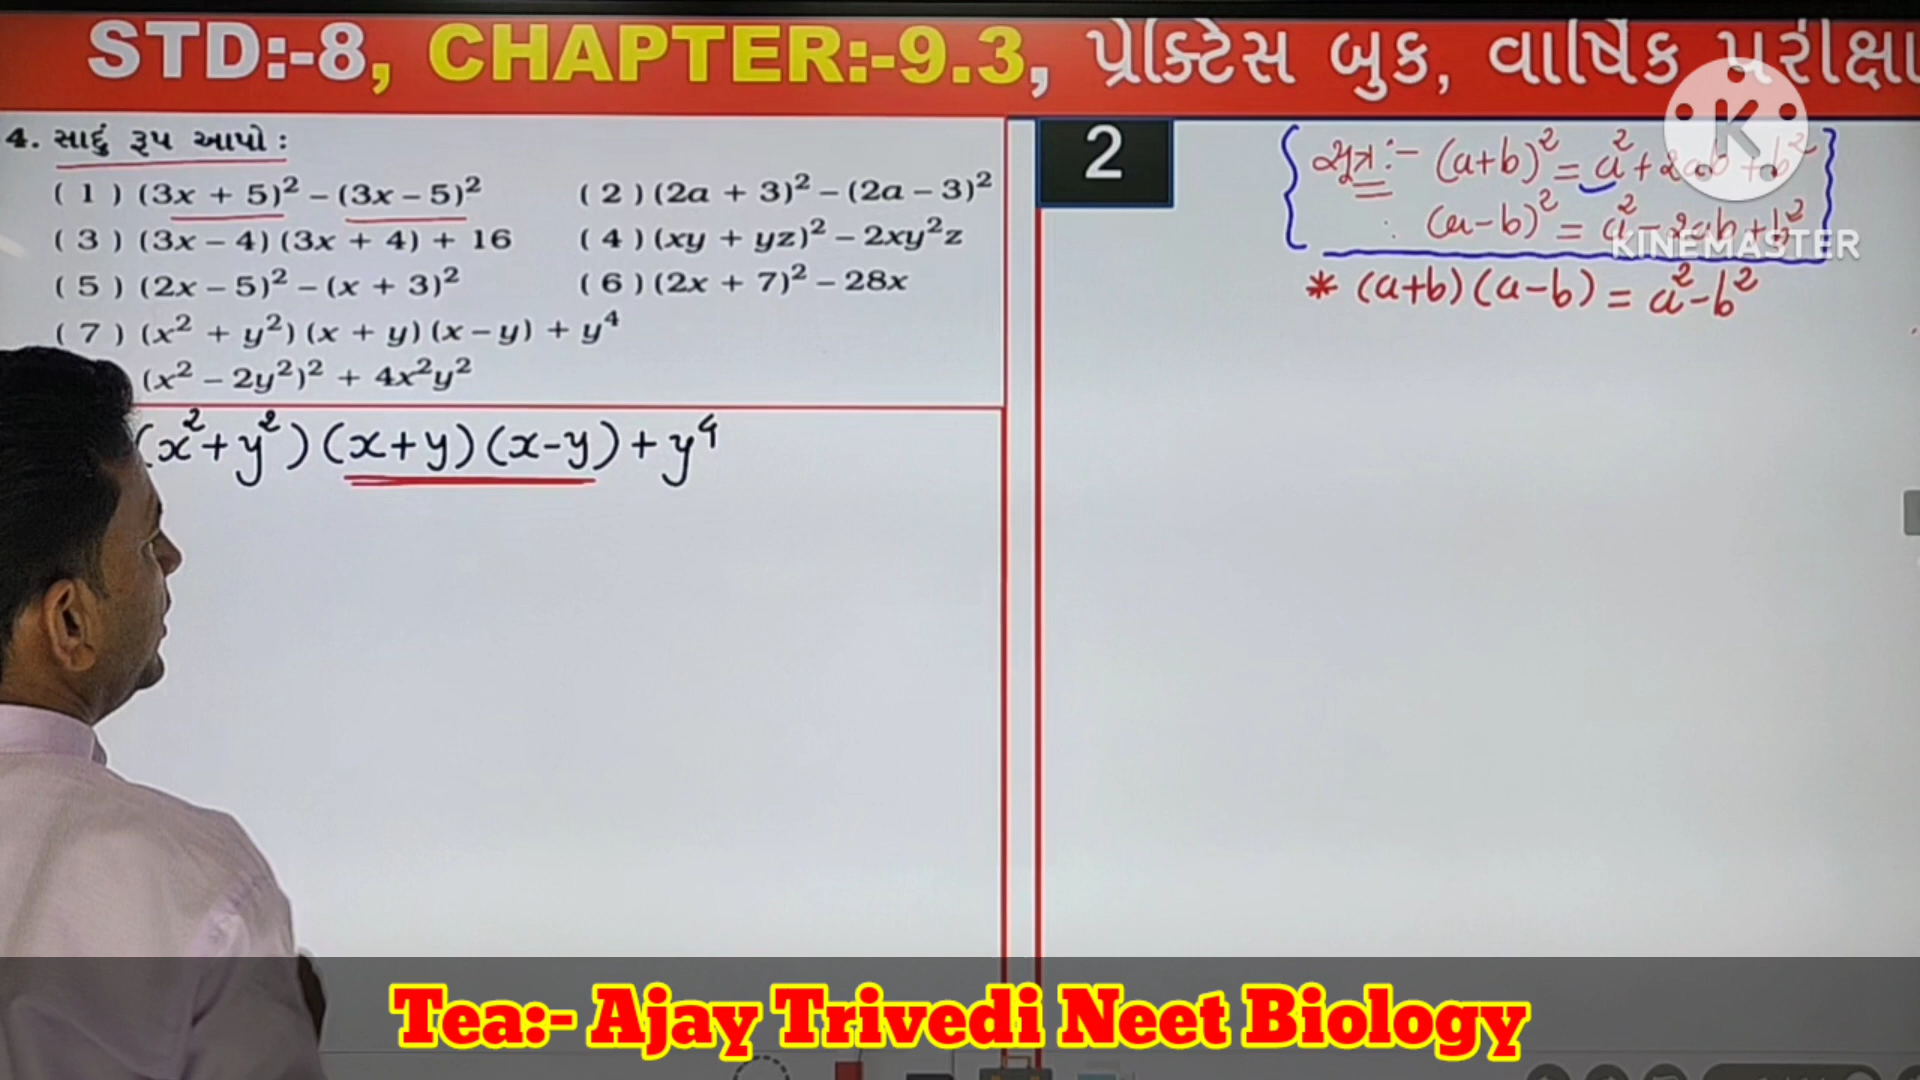 STD:-8, CHAPTER:-9.3, પ્રેક્ટિસ બુક, વાર્ષિક પરીક્ષા
4. સાદું રૂપ આપો :
( 1 ) (3x + 5)² – (3x – 5)²
( 2 ) (2a + 3)² – (2a – 3)²
( 3 ) (3x – 4) (3x + 4) + 16
( 4 ) (xy + yz)² – 2xy²z
( 5 ) (2x – 5)² – (x + 3)²
( 6 ) (2x + 7)² – 28x
( 7 ) (x² + y²) (x + y) (x – y) + y⁴
(x² – 2y²)² + 4x²y²
(x²+y²) (x+y) (x-y) + y⁴
2
સૂત્ર:- (a+b)² = a² + 2ab + b²
(a-b)² = a² - 2ab + b²
* (a+b) (a-b) = a² - b²
K
KINEMASTER
Tea:- Ajay Trivedi Neet Biology